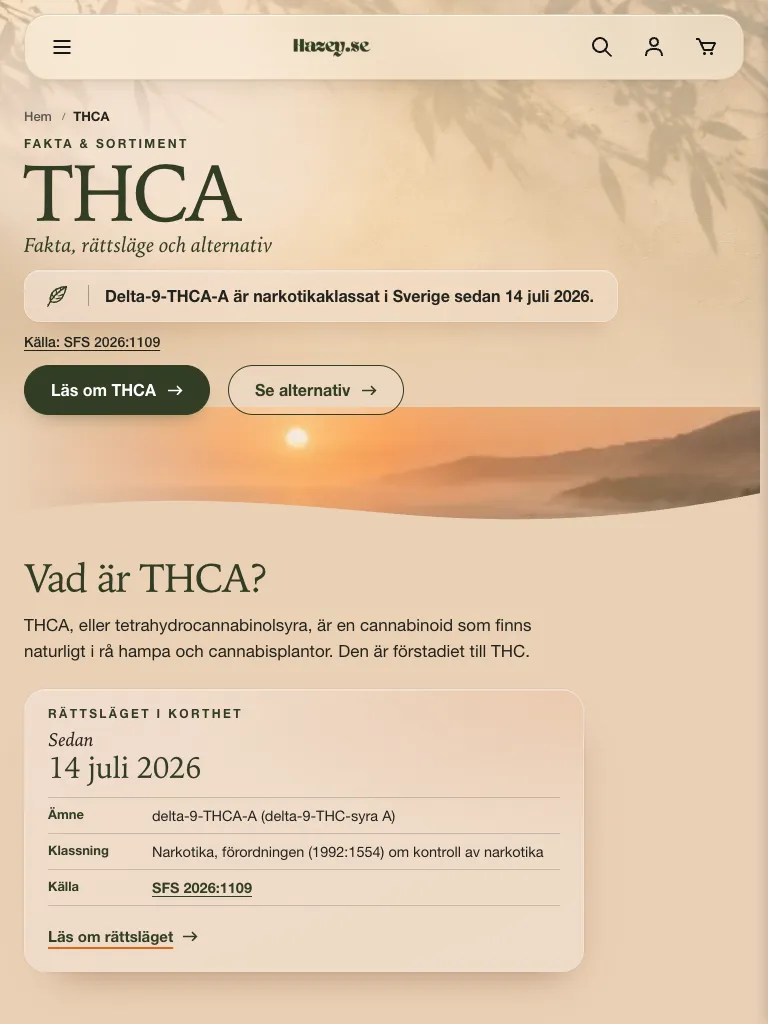 Hazey.se
Hem / THCA
FAKTA & SORTIMENT
THCA
Fakta, rättsläge och alternativ
Delta-9-THCA-A är narkotikaklassat i Sverige sedan 14 juli 2026.
Källa: SFS 2026:1109
Läs om THCA →
Se alternativ →
Vad är THCA?
THCA, eller tetrahydrocannabinolsyra, är en cannabinoid som finns
naturligt i rå hampa och cannabisplantor. Den är förstadiet till THC.
RÄTTSLÄGET I KORTHET
Sedan
14 juli 2026
Ämne delta-9-THCA-A (delta-9-THC-syra A)
Klassning Narkotika, förordningen (1992:1554) om kontroll av narkotika
Källa SFS 2026:1109
Läs om rättsläget →